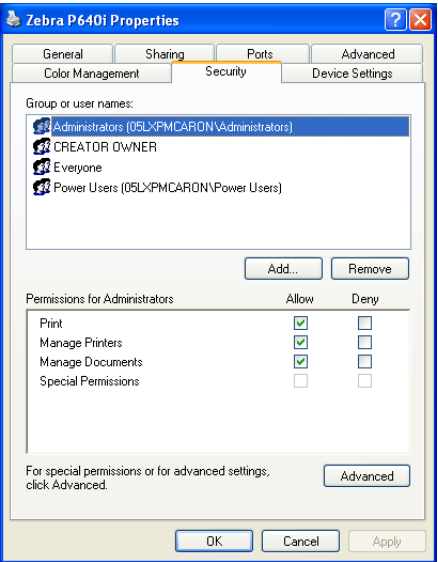 Zebra P640i Properties
General Sharing Ports Advanced
Color Management Security Device Settings
Group or user names:
Administrators (05LXPMCARON\Administrators)
CREATOR OWNER
Everyone
Power Users (05LXPMCARON\Power Users)
Add... Remove
Permissions for Administrators Allow Deny
Print
Manage Printers
Manage Documents
Special Permissions
For special permissions or for advanced settings,
click Advanced.
Advanced
OK Cancel Apply